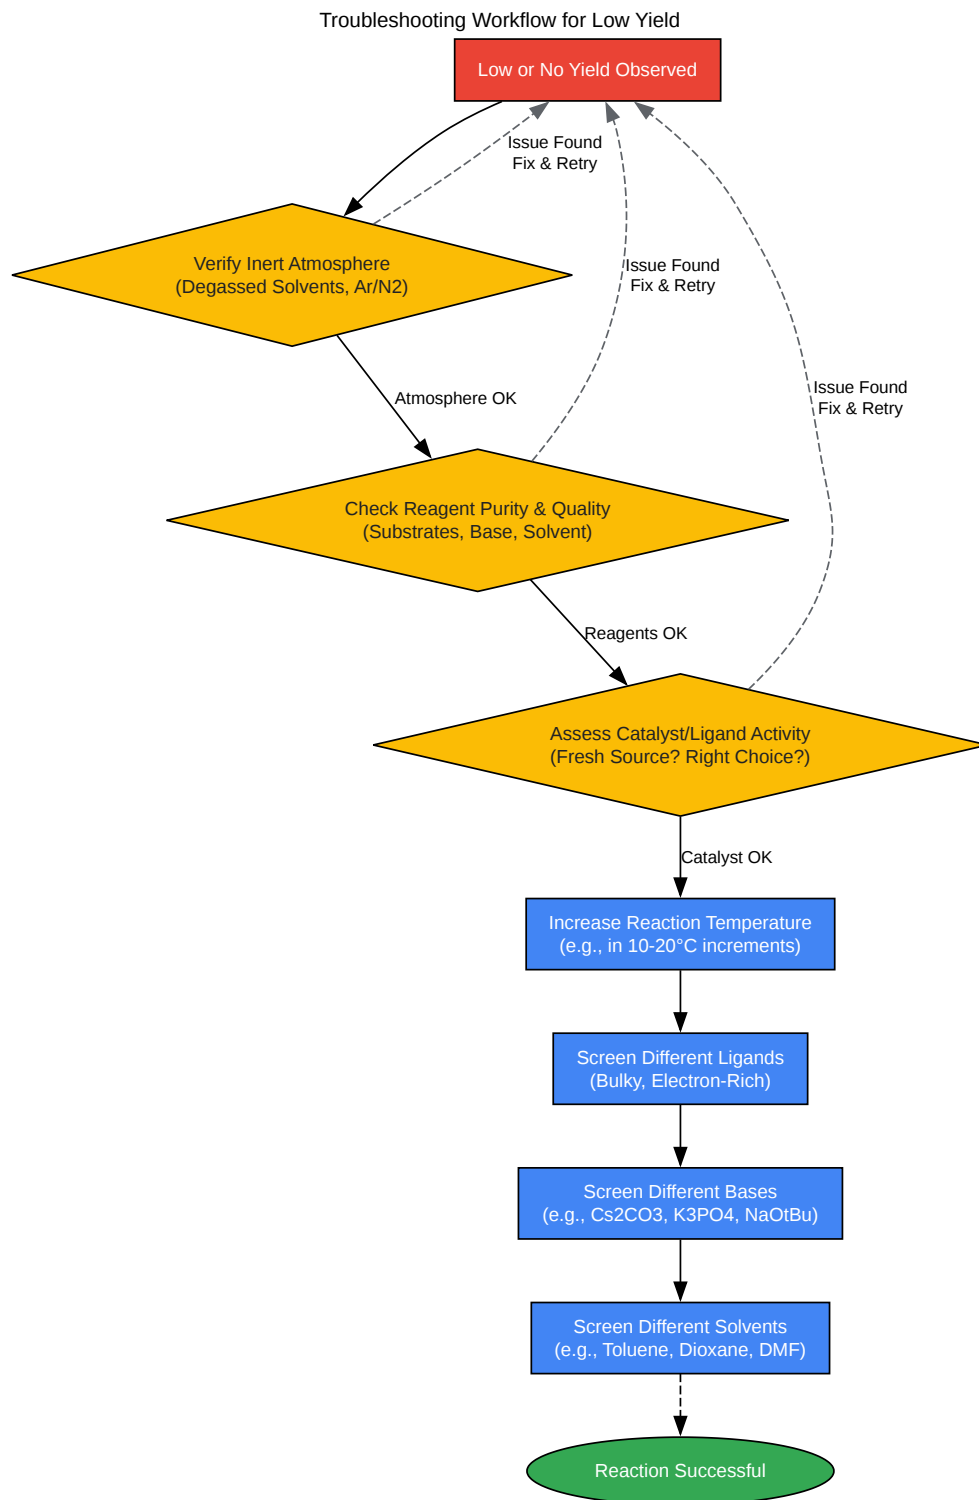 Troubleshooting Workflow for Low Yield
Low or No Yield Observed
Issue Found
Fix & Retry
Verify Inert Atmosphere
(Degassed Solvents, Ar/N2)
Issue Found
Fix & Retry
Atmosphere OK
Issue Found
Fix & Retry
Check Reagent Purity & Quality
(Substrates, Base, Solvent)
Reagents OK
Assess Catalyst/Ligand Activity
(Fresh Source? Right Choice?)
Catalyst OK
Increase Reaction Temperature
(e.g., in 10-20°C increments)
Screen Different Ligands
(Bulky, Electron-Rich)
Screen Different Bases
(e.g., Cs2CO3, K3PO4, NaOtBu)
Screen Different Solvents
(e.g., Toluene, Dioxane, DMF)
Reaction Successful